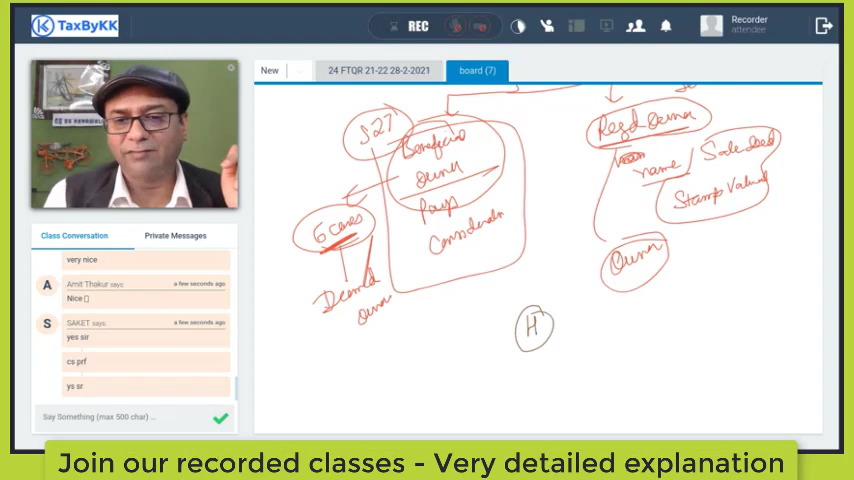 TaxByKK
REC
Recorder
attendee
New
24 FTQR 21-22 28-2-2021
board (7)
S27
Beneficial
Owner
Pays
Consideratn
6 cases
Deemed
owner
Regd Owner
name
Sale deed
Stamp Valued
Owner
H
Class Conversation
Private Messages
very nice
A
Amit Thakur says:
a few seconds ago
Nice []
S
SAKET says:
a few seconds ago
yes sir
cs prf
ys sr
Say Something (max 500 char) ...
Join our recorded classes - Very detailed explanation